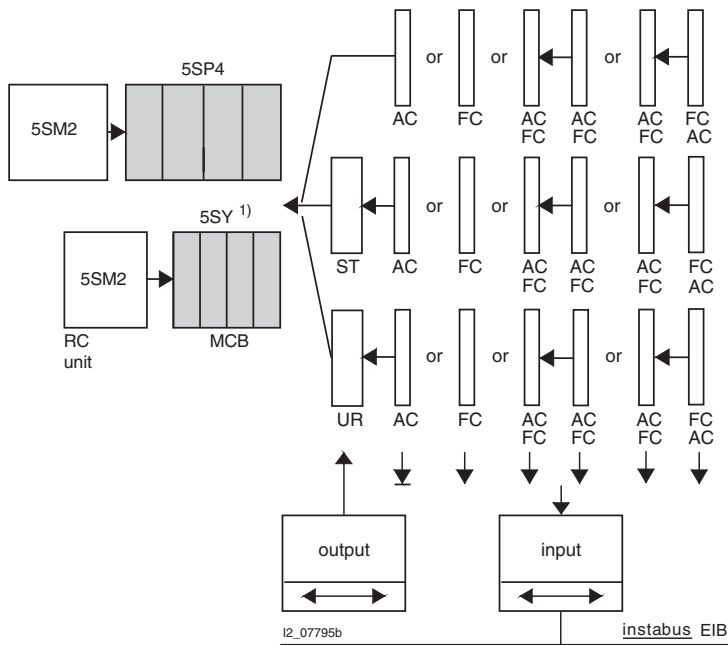 5SP4
5SM2
5SY 1)
5SM2
RC
unit
MCB
or or or
AC FC AC AC AC FC
FC FC FC AC
or or or
ST AC FC AC AC AC FC
FC FC FC AC
or or or
UR AC FC AC AC AC FC
FC FC FC AC
output input
I2_07795b
instabus EIB